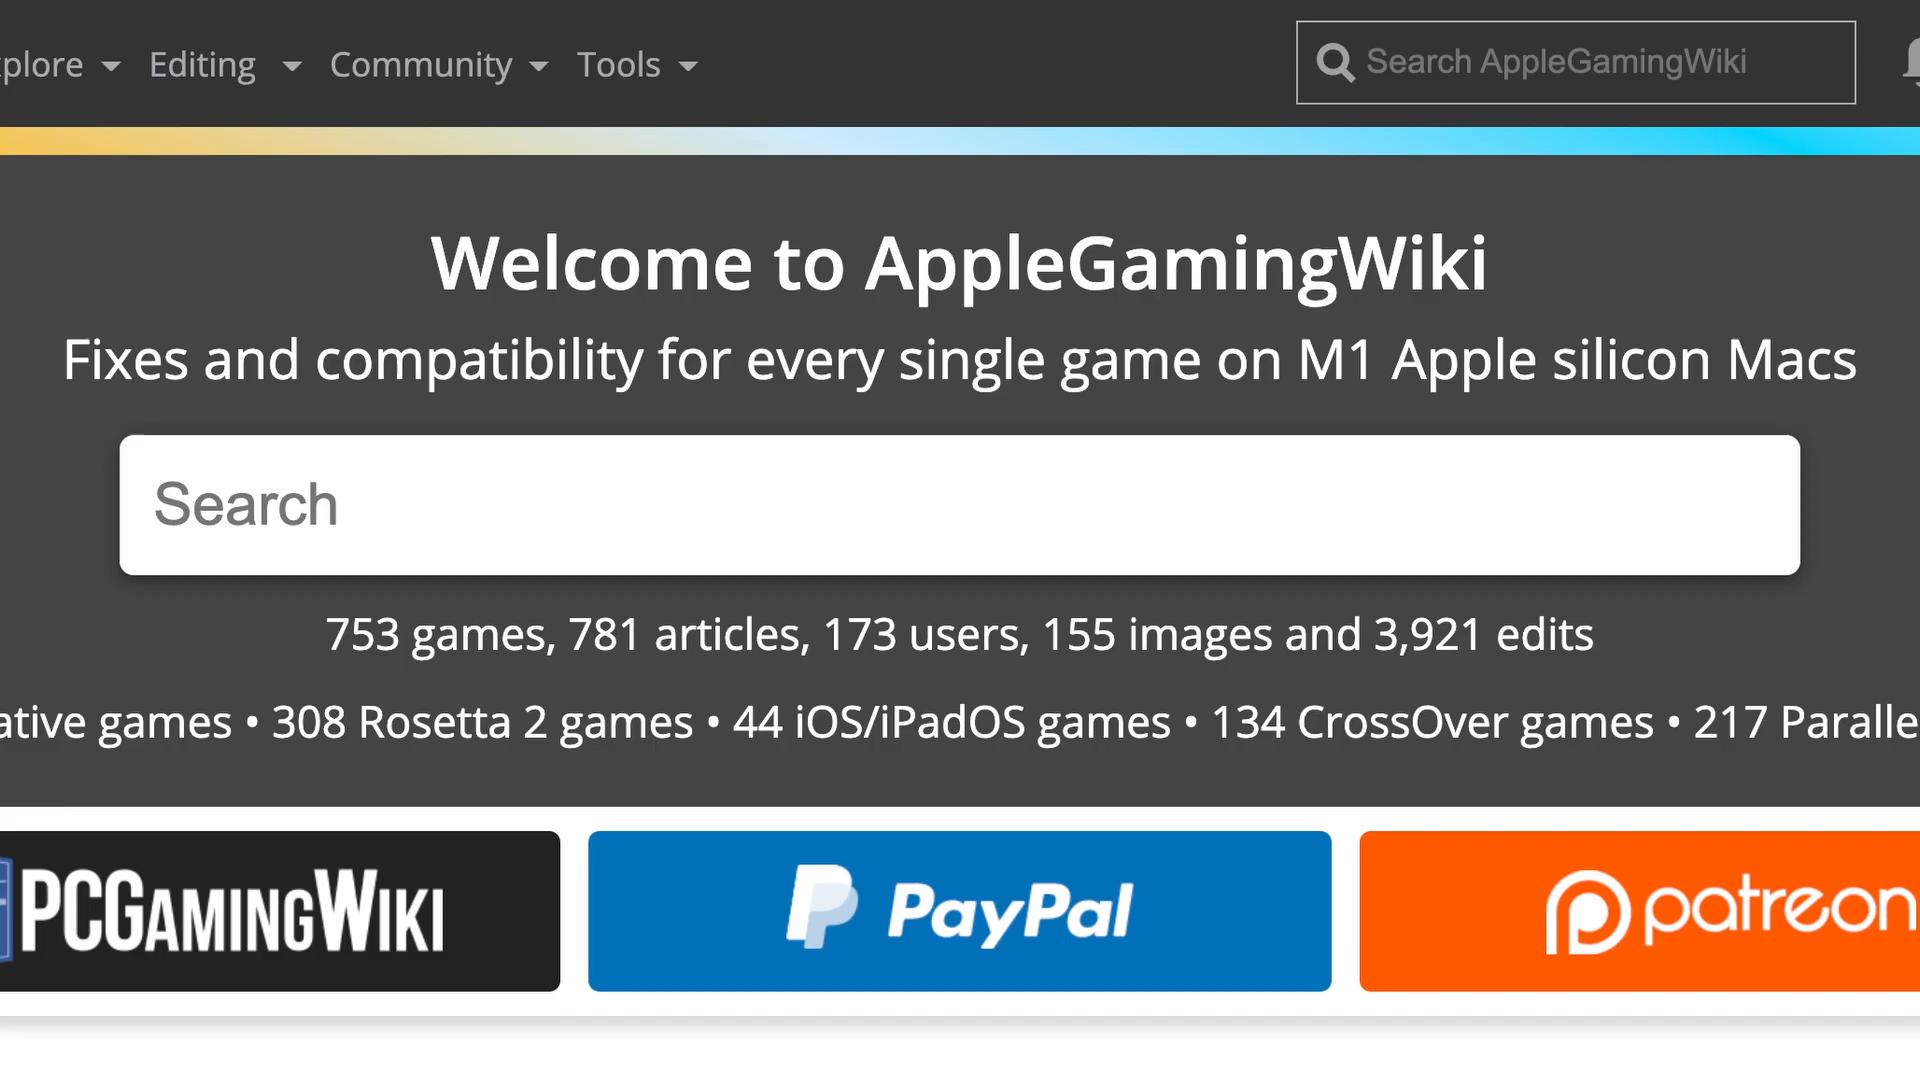 plore Editing Community Tools Search AppleGamingWiki
Welcome to AppleGamingWiki
Fixes and compatibility for every single game on M1 Apple silicon Macs
Search
753 games, 781 articles, 173 users, 155 images and 3,921 edits
ative games • 308 Rosetta 2 games • 44 iOS/iPadOS games • 134 CrossOver games • 217 Paralle
PCGAMINGWIKI PayPal patreon